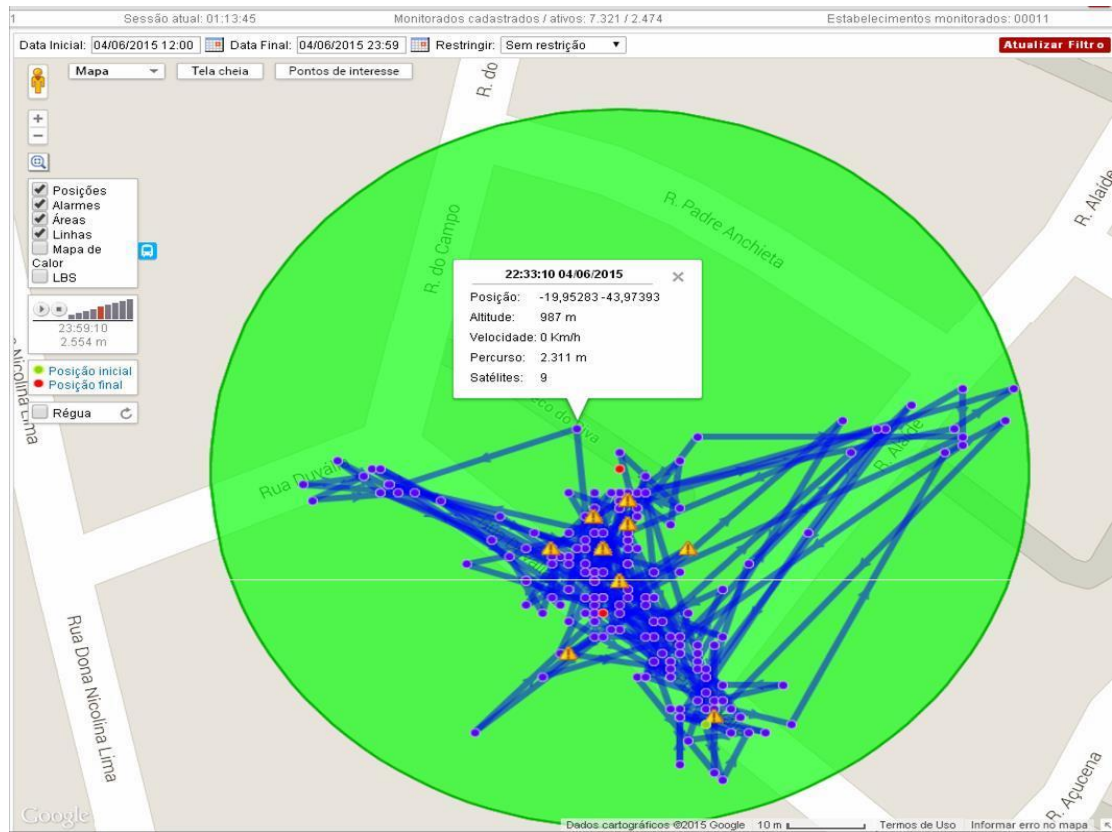 1 Sessão atual: 01:13:45 Monitorados cadastrados / ativos: 7.321 / 2.474 Estabelecimentos monitorados: 00011
Data Inicial: 04/06/2015 12:00 Data Final: 04/06/2015 23:59 Restringir: Sem restrição Atualizar Filtro
Mapa Tela cheia Pontos de interesse
R. do
Posições
Alarmes
Áreas
Linhas
Mapa de
Calor
LBS
23:59:10
2.554 m
Posição inicial
Posição final
Régua
Nicolina Lima
R. do Campo
R. Padre Anchieta
R. Alaíde
22:33:10 04/06/2015
Posição: -19,95283 -43,97393
Altitude: 987 m
Velocidade: 0 Km/h
Percurso: 2.311 m
Satélites: 9
R. Alaíde
Rua Dona Nicolina Lima
R. Açucena
Google
Dados cartográficos ©2015 Google 10 m Termos de Uso Informar erro no mapa